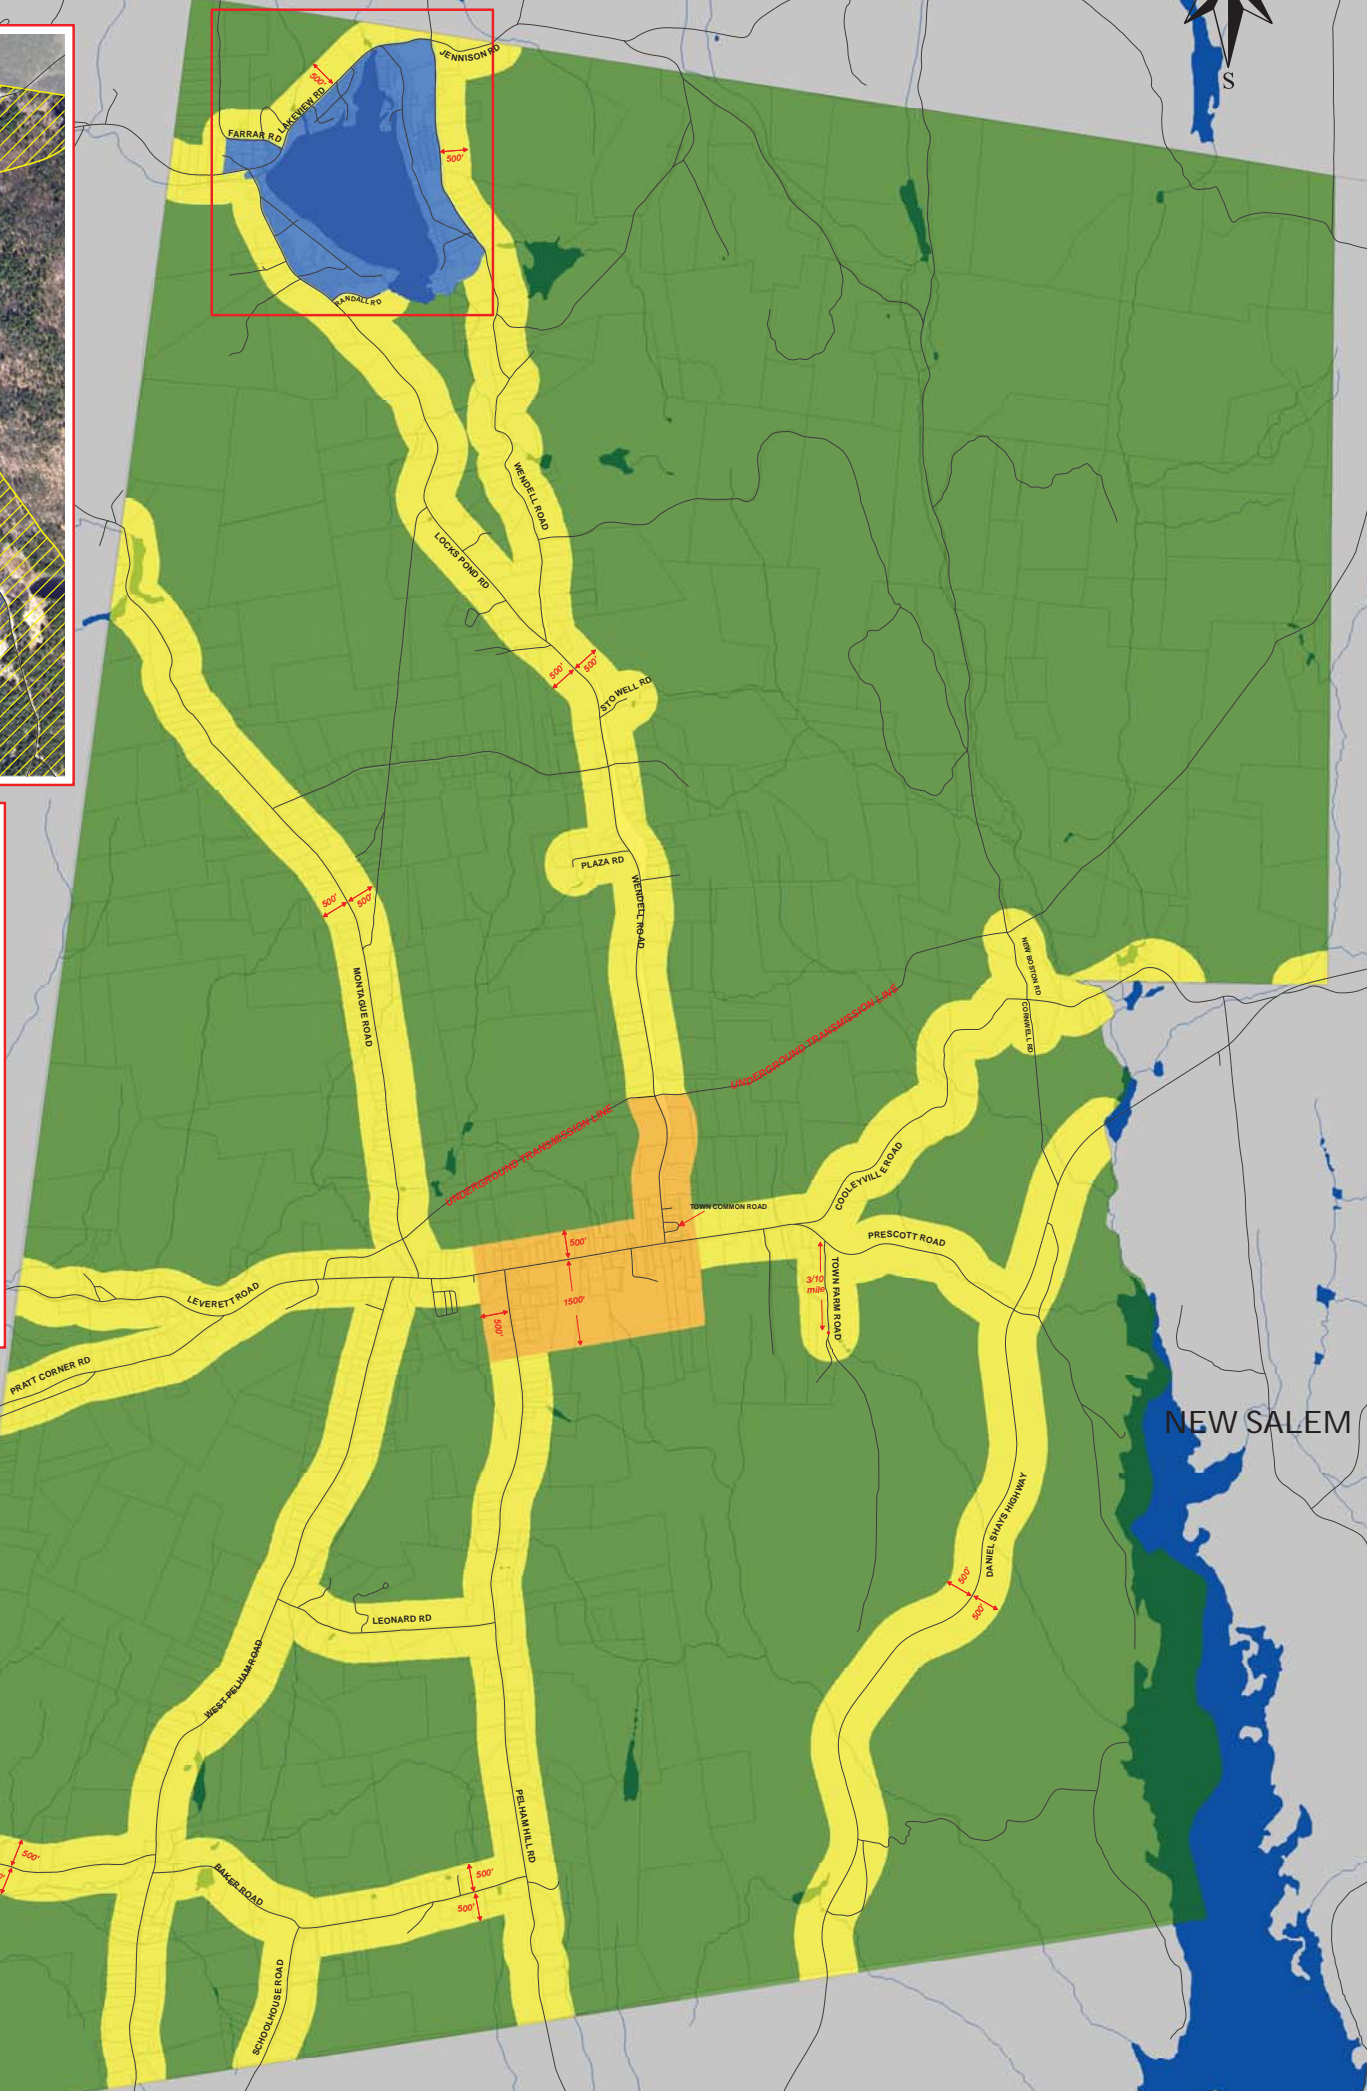 S
JENNISON RD
500'
LAKEVIEW RD
FARRAR RD
500'
RANDALL RD
WENDELL ROAD
LOCKS POND RD
500'
500'
STOWELL RD
PLAZA RD
WENDELL ROAD
500'
500'
MONTAGUE ROAD
NEW BOSTON RD
UNDERGROUND TRANSMISSION LINE
CORNWELL RD
UNDERGROUND TRANSMISSION LINE
COOLEYVILLE ROAD
TOWN COMMON ROAD
500'
PRESCOTT ROAD
LEVERETT ROAD
3/10
mile
TOWN FARM ROAD
1500'
500'
PRATT CORNER RD
NEW SALEM
DANIEL SHAYS HIGHWAY
500'
500'
LEONARD RD
WEST PELHAM ROAD
PELHAM HILL RD
500'
BAKER ROAD
500'
500'
SCHOOLHOUSE ROAD